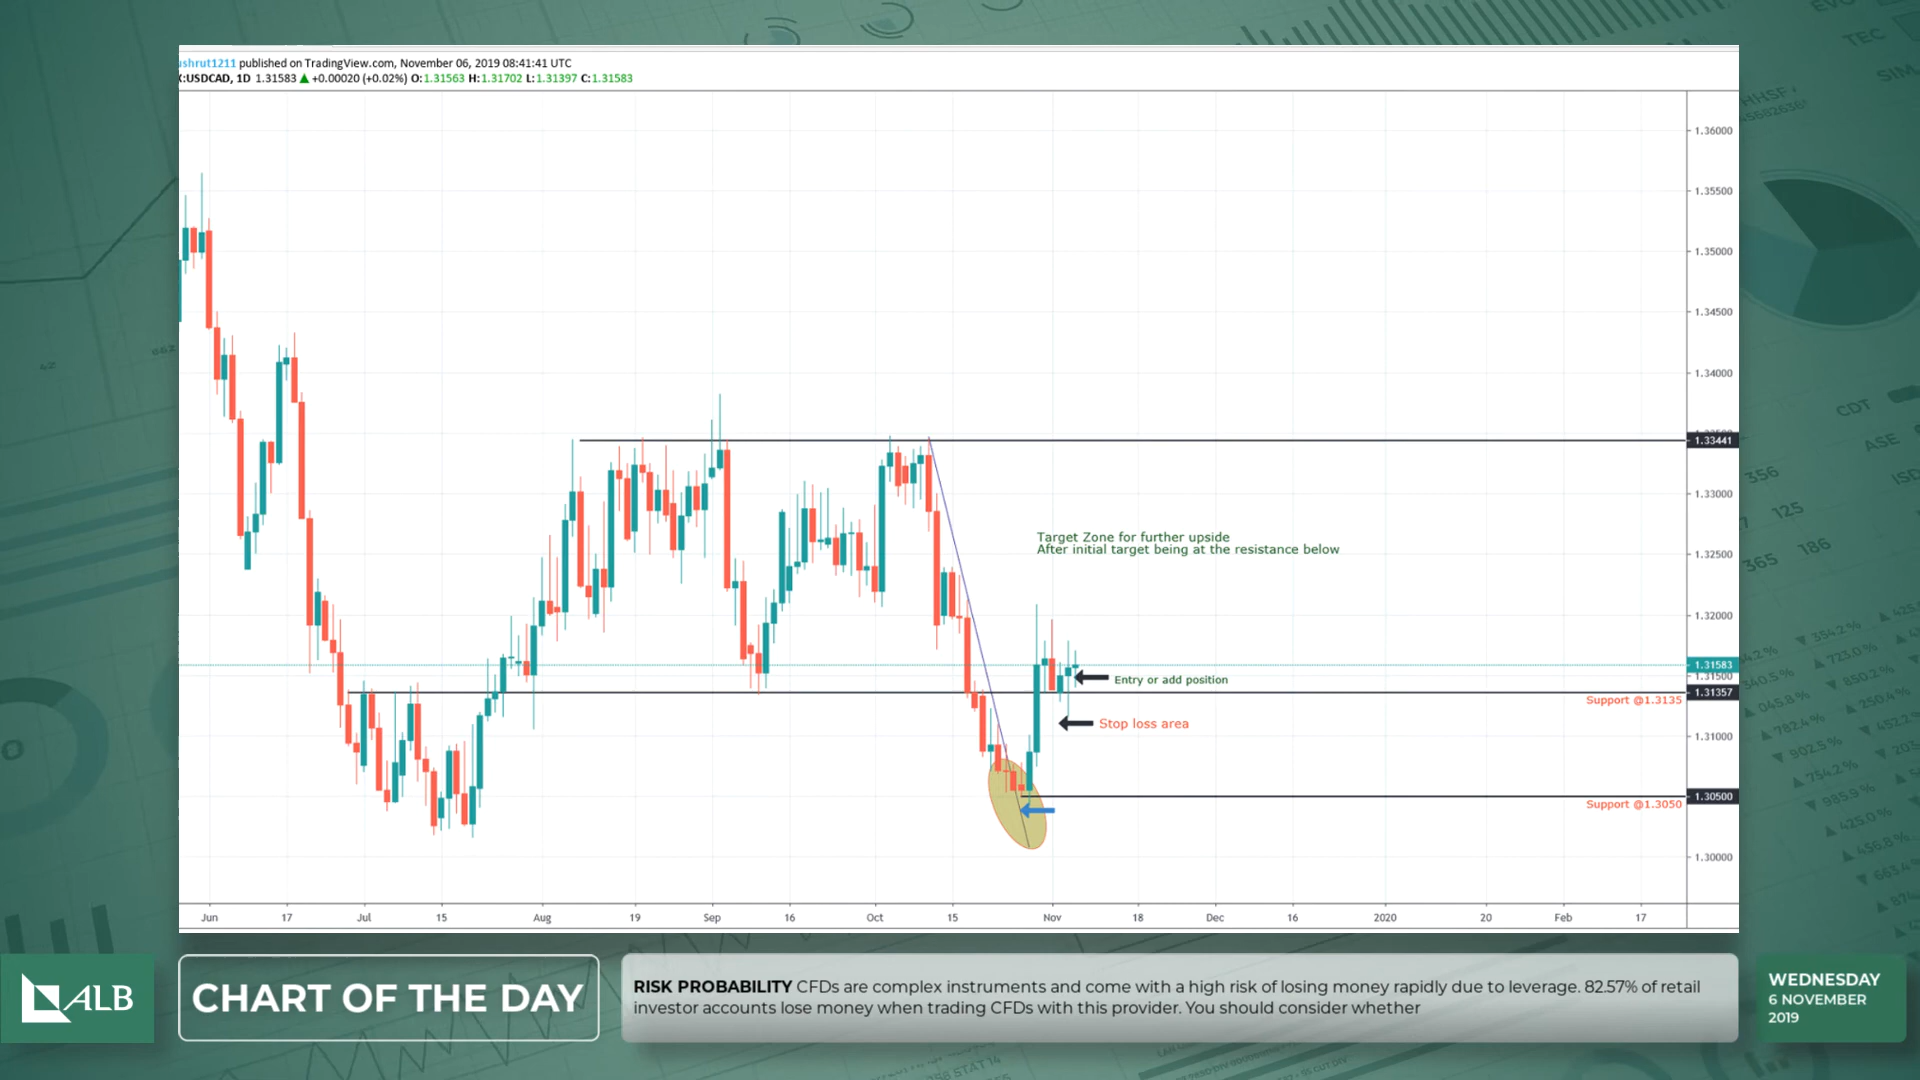 ushrut1211 published on TradingView.com, November 06, 2019 08:41:41 UTC
:USDCAD, 1D 1.31583 ▲ +0.00020 (+0.02%) O:1.31563 H:1.31702 L:1.31397 C:1.31583
1.36000
1.35500
1.35000
1.34500
1.34000
1.33441
1.33000
Target Zone for further upside
After initial target being at the resistance below
1.32500
1.32000
1.31583
1.31500
Entry or add position
1.31357
Support @1.3135
Stop loss area
1.31000
1.30500
Support @1.3050
1.30000
Jun 17 Jul 15 Aug 19 Sep 16 Oct 15 Nov 18 Dec 16 2020 20 Feb 17
ALB
CHART OF THE DAY
RISK PROBABILITY CFDs are complex instruments and come with a high risk of losing money rapidly due to leverage. 82.57% of retail
investor accounts lose money when trading CFDs with this provider. You should consider whether
WEDNESDAY
6 NOVEMBER
2019